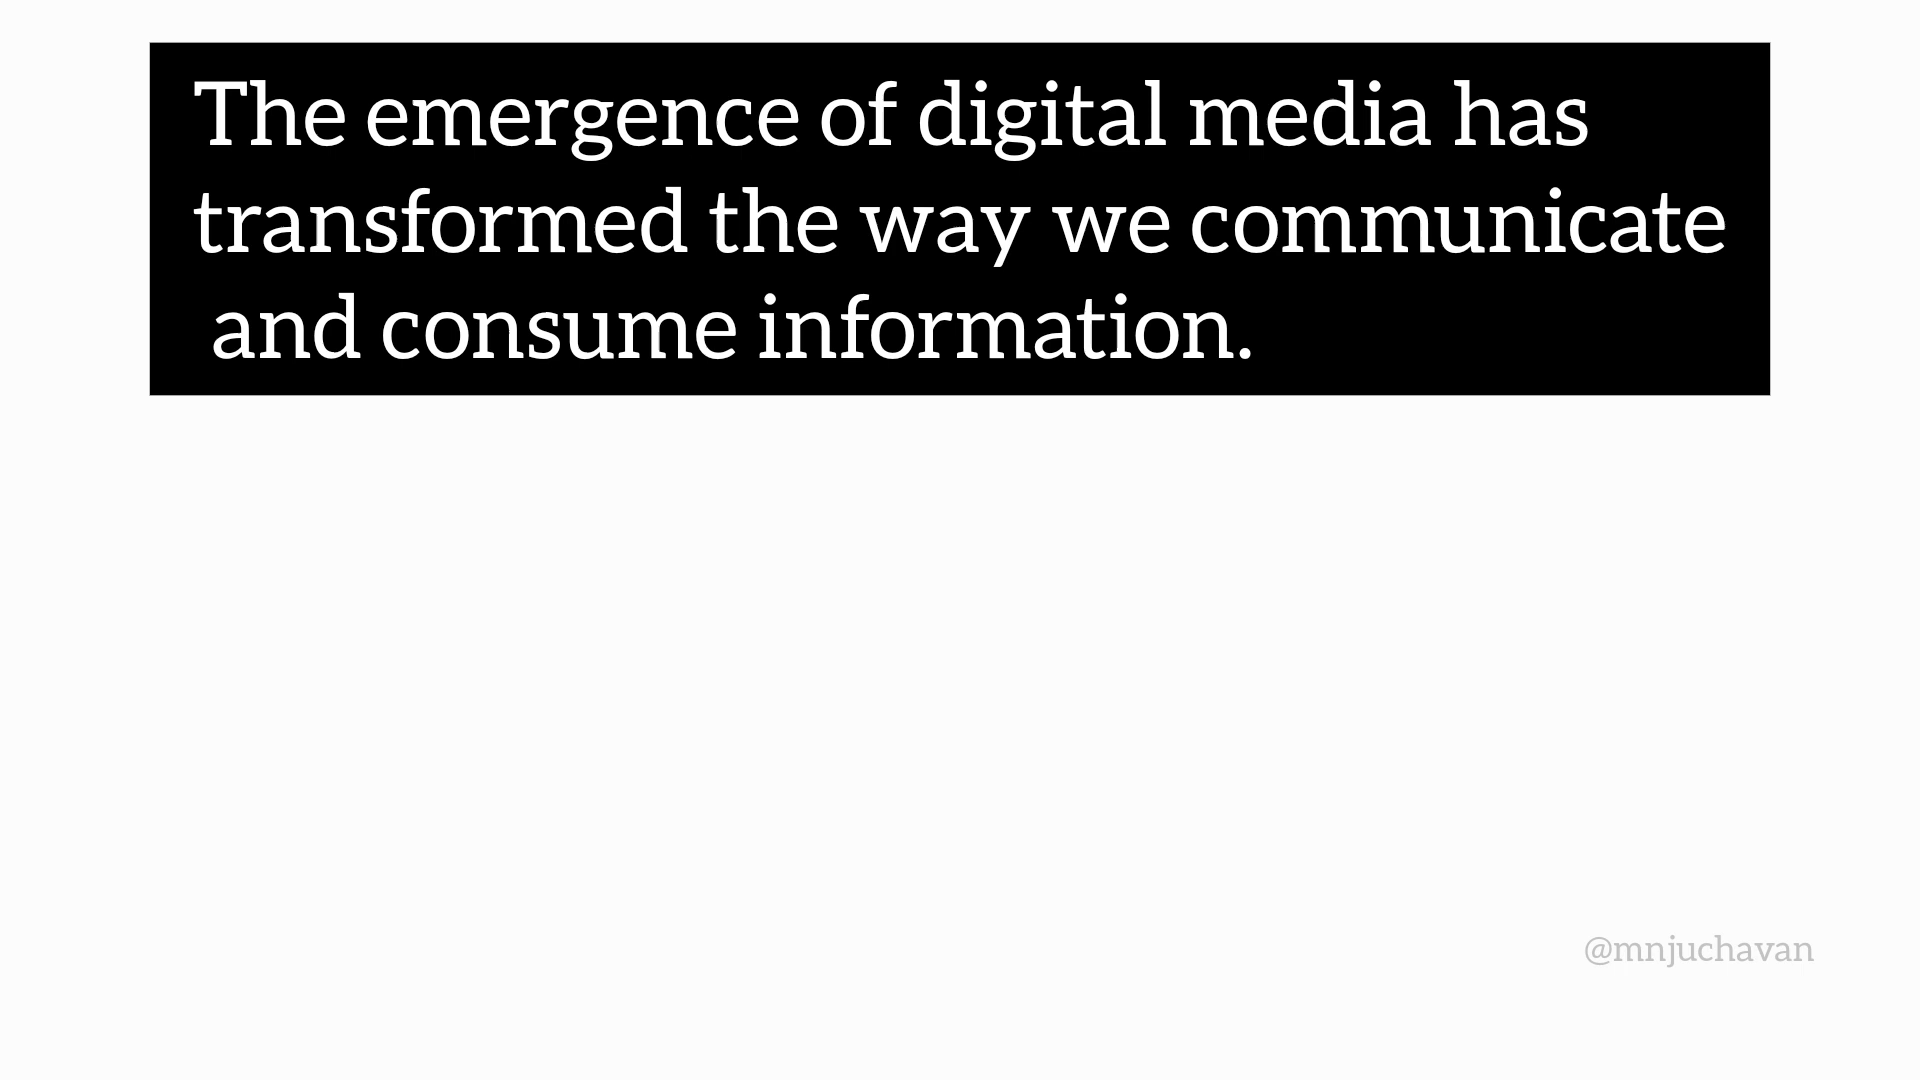 The emergence of digital media has
transformed the way we communicate
and consume information.
@mnjuchavan